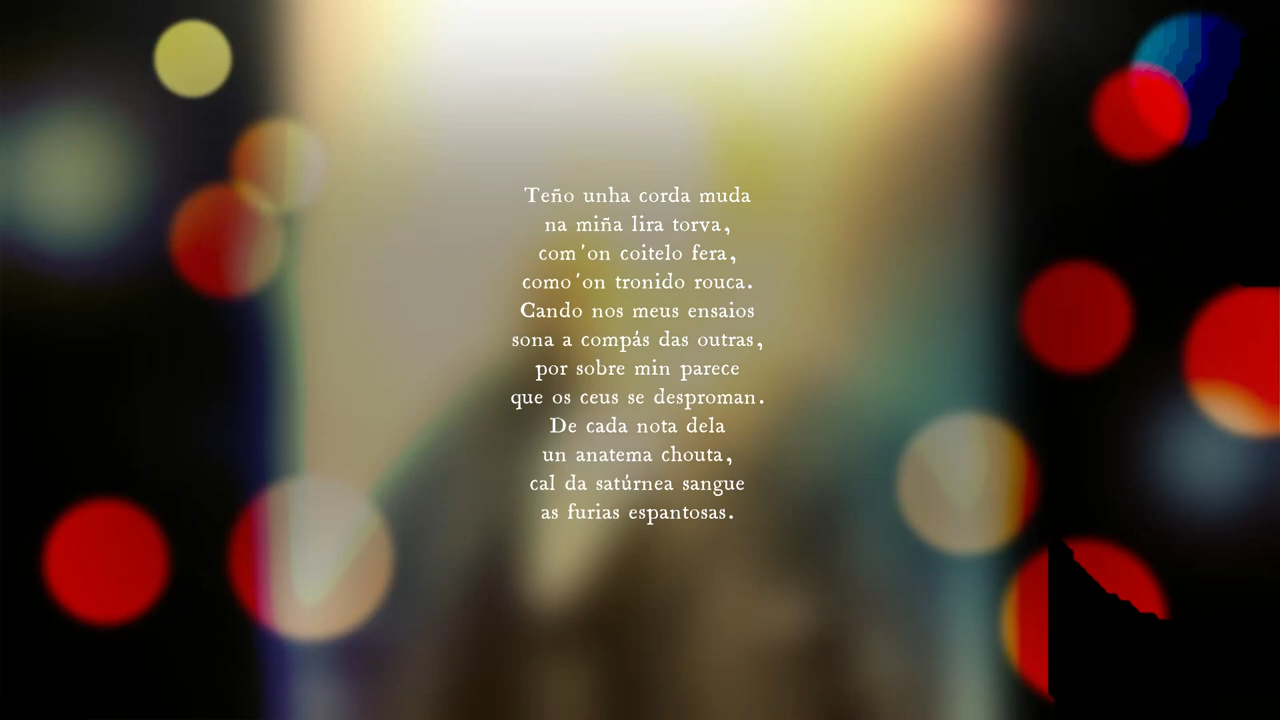 Teño unha corda muda
na miña lira torva,
com'on coitelo fera,
como'on tronido rouca.
Cando nos meus ensaios
sona a compás das outras,
por sobre min parece
que os ceus se desproman.
De cada nota dela
un anatema chouta,
cal da satúrnea sangue
as furias espantosas.